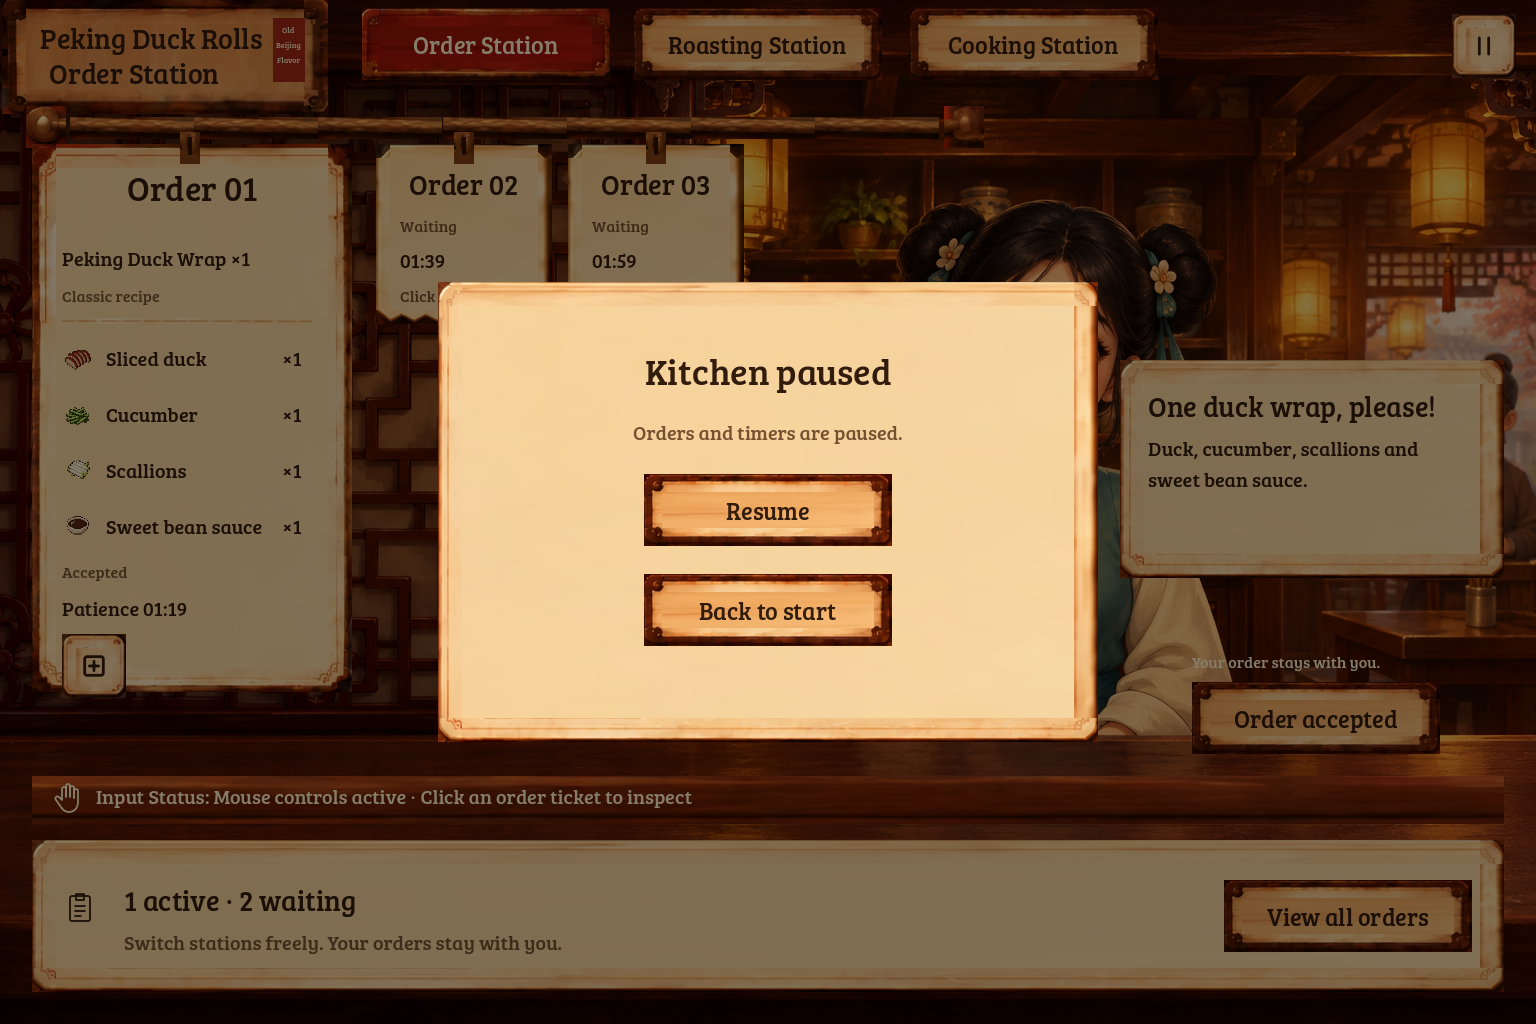 Peking Duck Rolls
Order Station
Old
Beijing
Flavor
Order Station
Roasting Station
Cooking Station
Order 01
Peking Duck Wrap ×1
Classic recipe
Sliced duck ×1
Cucumber ×1
Scallions ×1
Sweet bean sauce ×1
Accepted
Patience 01:19
Order 02
Waiting
01:39
Click
Order 03
Waiting
01:59
Kitchen paused
Orders and timers are paused.
Resume
Back to start
One duck wrap, please!
Duck, cucumber, scallions and
sweet bean sauce.
Your order stays with you.
Order accepted
Input Status: Mouse controls active · Click an order ticket to inspect
1 active · 2 waiting
Switch stations freely. Your orders stay with you.
View all orders